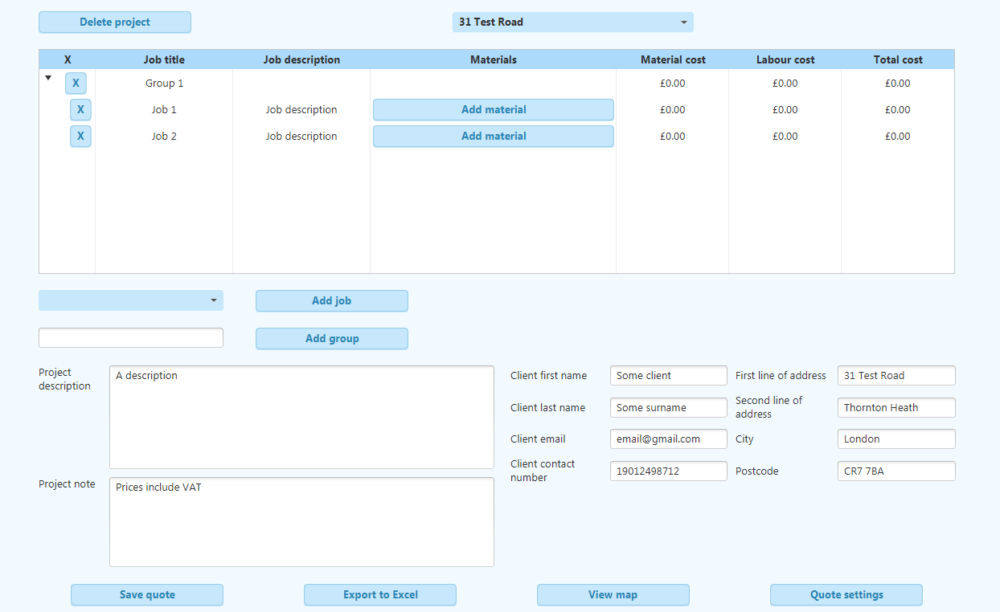 Delete project
31 Test Road
X Job title Job description Materials Material cost Labour cost Total cost
X Group 1 £0.00 £0.00 £0.00
X Job 1 Job description Add material £0.00 £0.00 £0.00
X Job 2 Job description Add material £0.00 £0.00 £0.00
Add job
Add group
Project
description
A description
Project note
Prices include VAT
Client first name Some client
Client last name Some surname
Client email email@gmail.com
Client contact
number
19012498712
First line of address 31 Test Road
Second line of
address
Thornton Heath
City London
Postcode CR7 7BA
Save quote
Export to Excel
View map
Quote settings